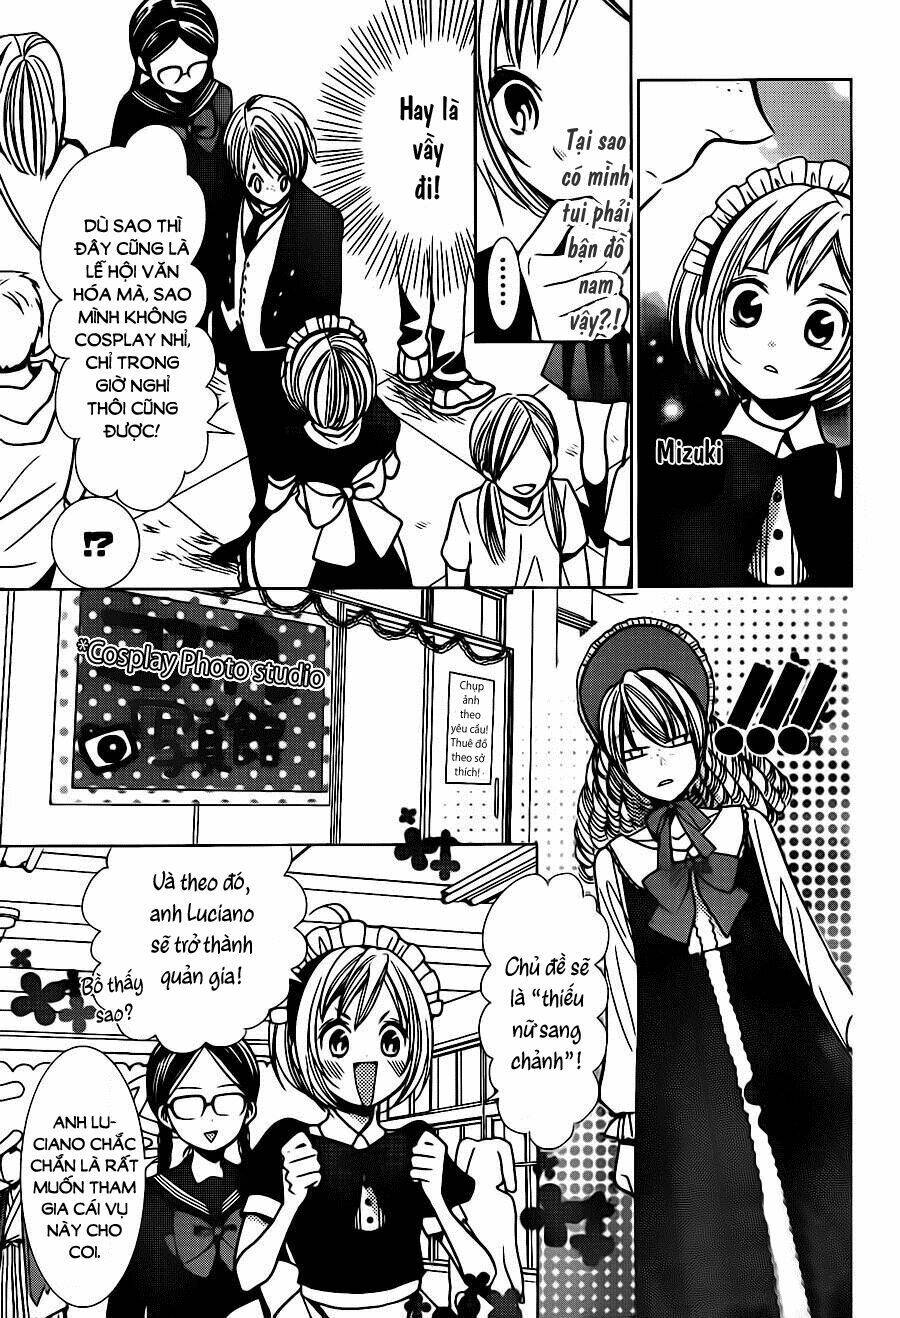 Mizuki
Tại sao
có mình
tui phải
bận đồ
nam
vậy?!
......
Hay là
vầy
đi!
DÙ SAO THÌ
ĐÂY CŨNG LÀ
LỄ HỘI VĂN
HÓA MÀ, SAO
MÌNH KHÔNG
COSPLAY NHỈ,
CHỈ TRONG
GIỜ NGHỈ
THÔI CŨNG
ĐƯỢC!
!?
*Cosplay Photo studio
Chụp
ảnh
theo
yêu cầu!
Thuê đồ
theo sở
thích!
!!!
Chủ đề sẽ
là “thiếu
nữ sang
chảnh”!
Và theo đó,
anh Luciano
sẽ trở thành
quản gia!
Bồ thấy
sao?
ANH LU-
CIANO CHẮC
CHẮN LÀ RẤT
MUỐN THAM
GIA CÁI VỤ
NÀY CHO
COI.